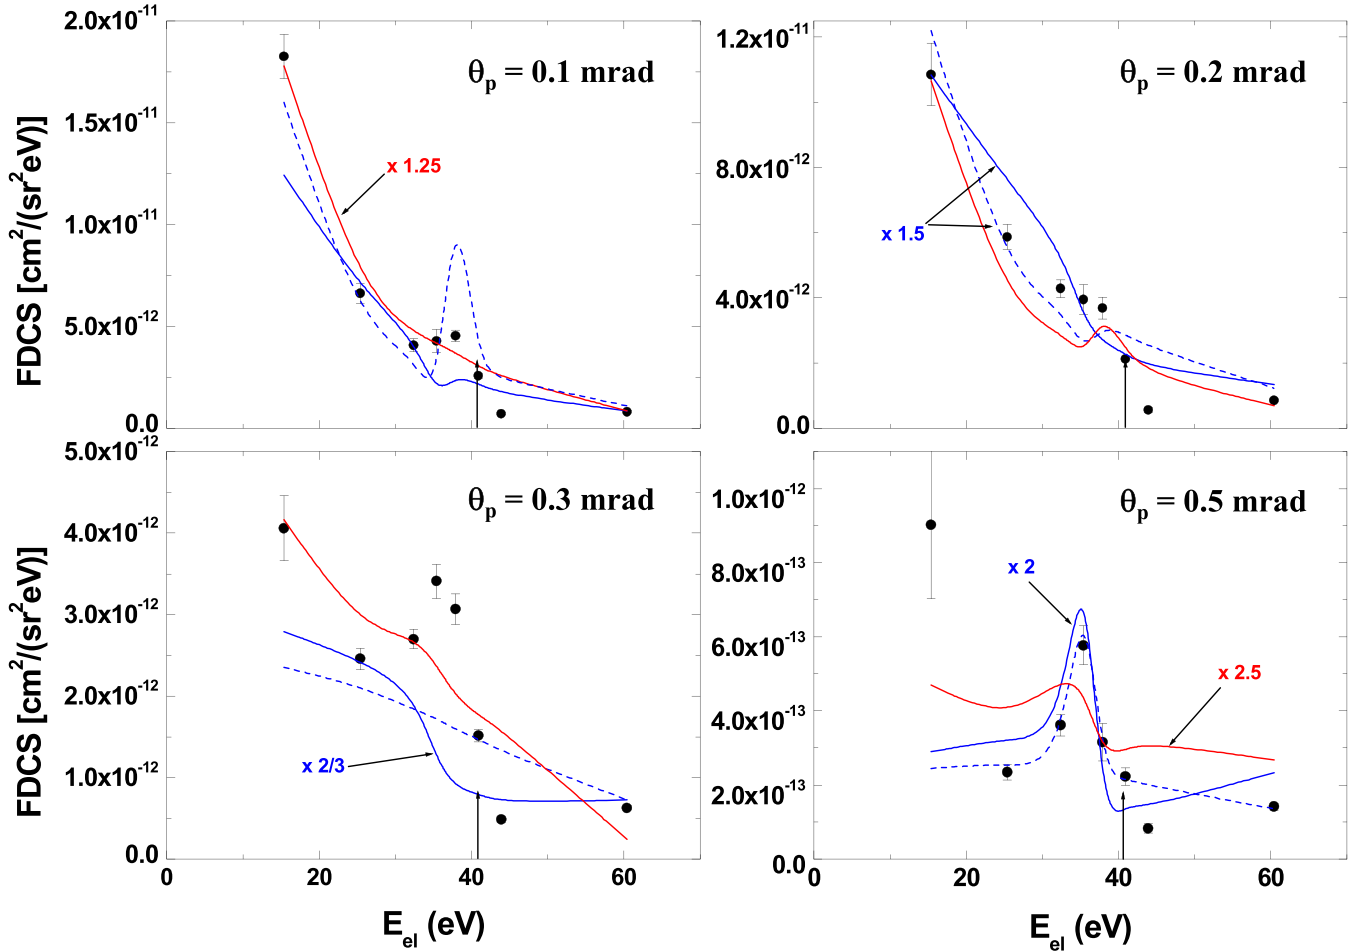 2.0x10⁻¹¹
θₚ = 0.1 mrad
1.5x10⁻¹¹
x 1.25
1.0x10⁻¹¹
5.0x10⁻¹²
0.0
FDCS [cm²/(sr²eV)]
1.2x10⁻¹¹
θₚ = 0.2 mrad
8.0x10⁻¹²
x 1.5
4.0x10⁻¹²
0.0
5.0x10⁻¹²
θₚ = 0.3 mrad
4.0x10⁻¹²
3.0x10⁻¹²
2.0x10⁻¹²
x 2/3
1.0x10⁻¹²
0.0
FDCS [cm²/(sr²eV)]
0 20 40 60
E_el (eV)
1.0x10⁻¹²
θₚ = 0.5 mrad
8.0x10⁻¹³
x 2
6.0x10⁻¹³
x 2.5
4.0x10⁻¹³
2.0x10⁻¹³
0.0
0 20 40 60
E_el (eV)